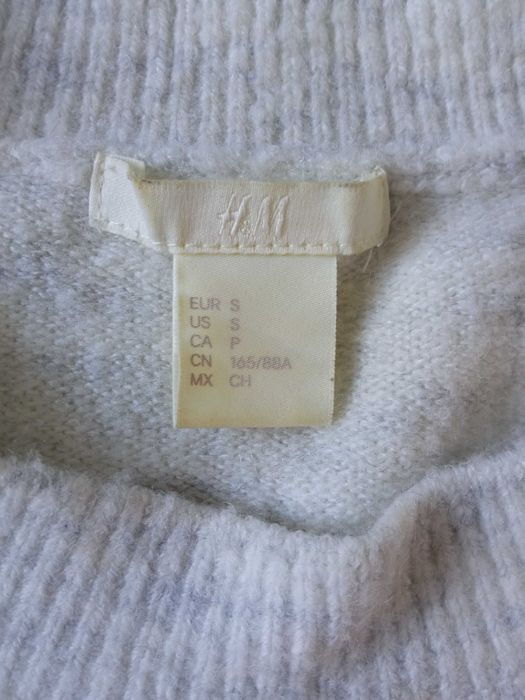 H&M
EUR S
US S
CA P
CN 165/88A
MX CH